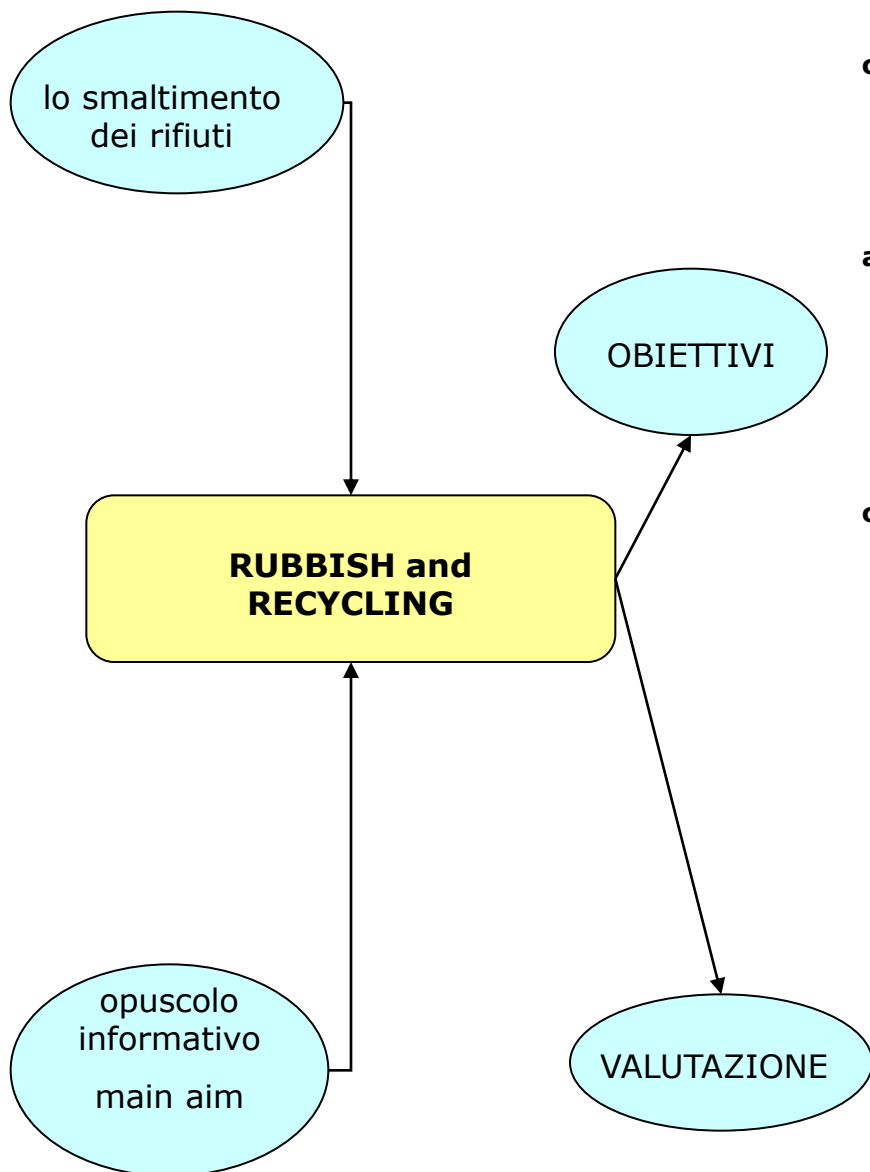 lo smaltimento
dei rifiuti
OBIETTIVI
RUBBISH and
RECYCLING
opuscolo
informativo
main aim
VALUTAZIONE